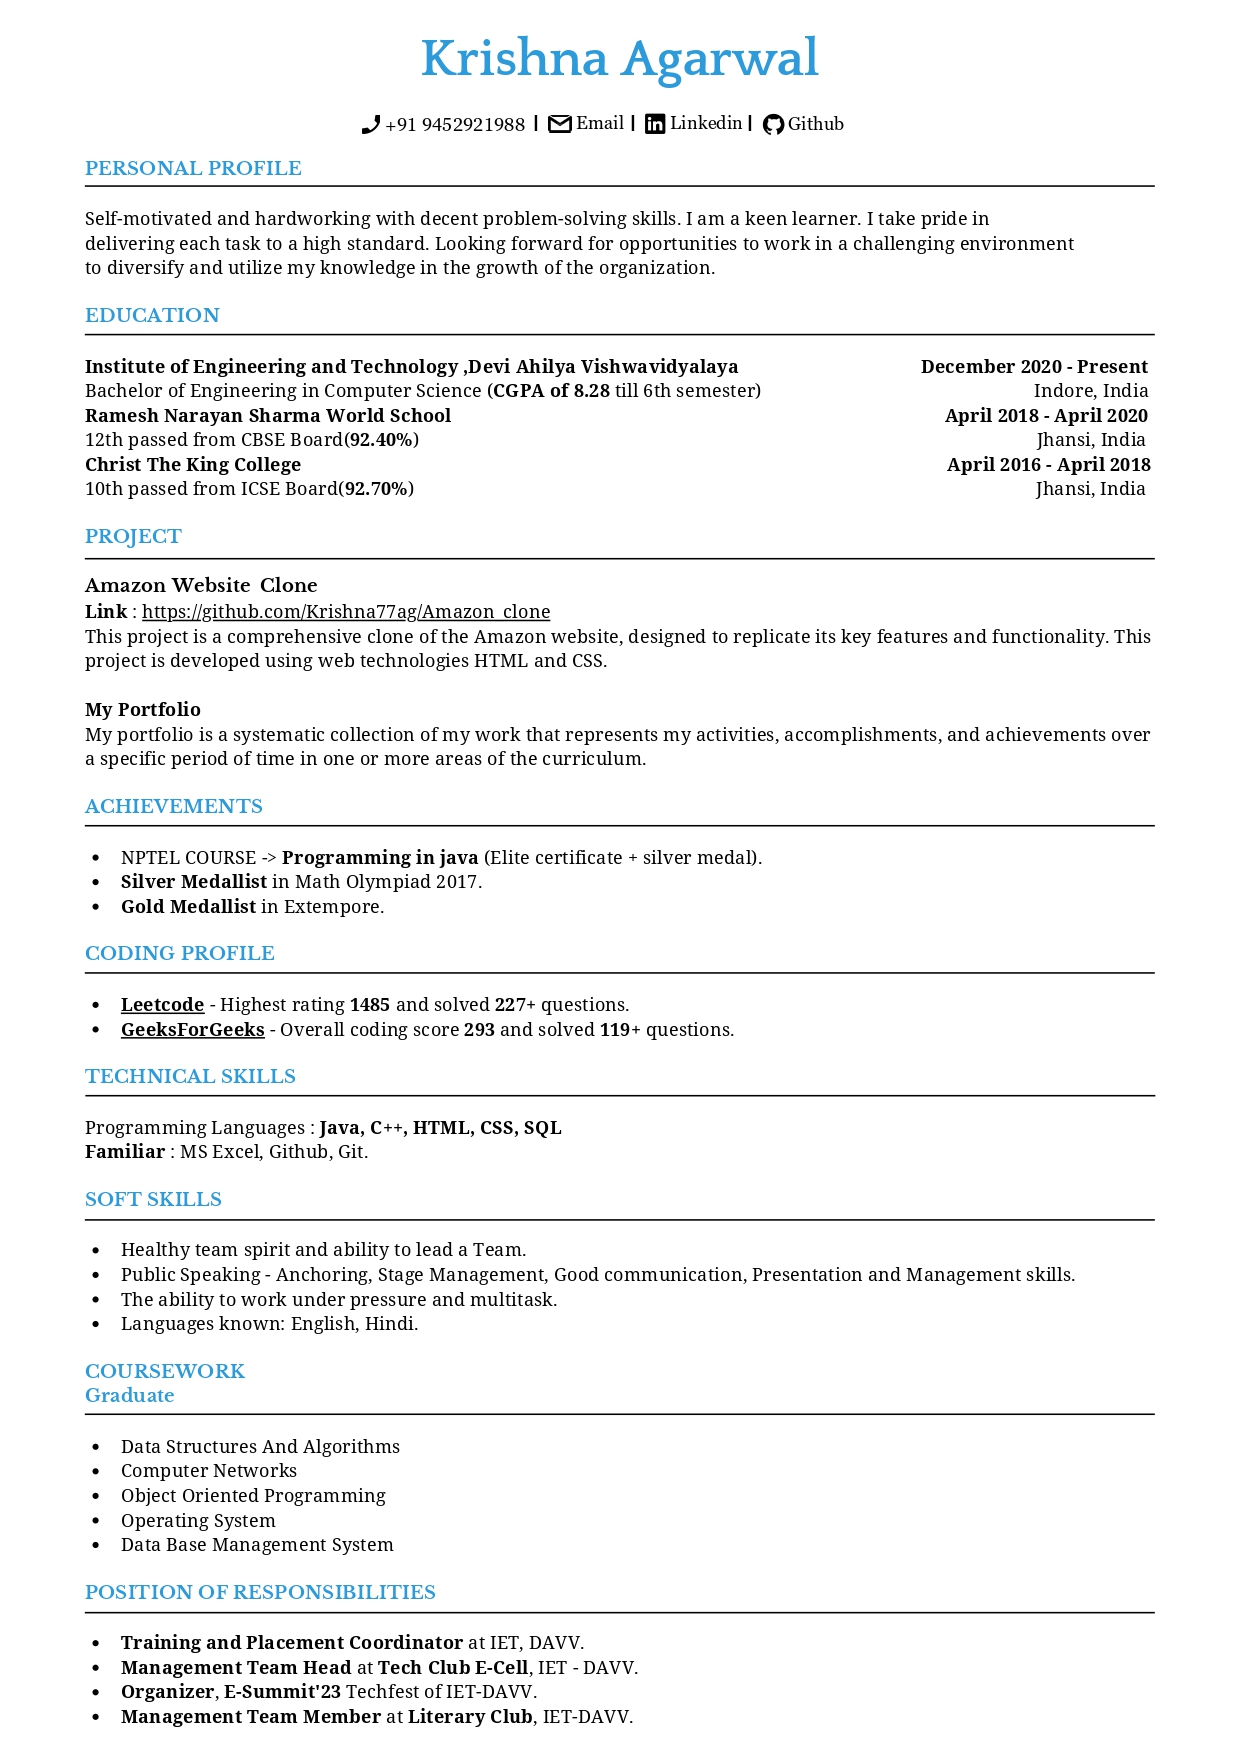 Krishna Agarwal
+91 9452921988 | Email | Linkedin | Github
PERSONAL PROFILE
Self-motivated and hardworking with decent problem-solving skills. I am a keen learner. I take pride in
delivering each task to a high standard. Looking forward for opportunities to work in a challenging environment
to diversify and utilize my knowledge in the growth of the organization.
EDUCATION
Institute of Engineering and Technology ,Devi Ahilya Vishwavidyalaya December 2020 - Present
Bachelor of Engineering in Computer Science (CGPA of 8.28 till 6th semester) Indore, India
Ramesh Narayan Sharma World School April 2018 - April 2020
12th passed from CBSE Board(92.40%) Jhansi, India
Christ The King College April 2016 - April 2018
10th passed from ICSE Board(92.70%) Jhansi, India
PROJECT
Amazon Website Clone
Link : https://github.com/Krishna77ag/Amazon_clone
This project is a comprehensive clone of the Amazon website, designed to replicate its key features and functionality. This
project is developed using web technologies HTML and CSS.
My Portfolio
My portfolio is a systematic collection of my work that represents my activities, accomplishments, and achievements over
a specific period of time in one or more areas of the curriculum.
ACHIEVEMENTS
• NPTEL COURSE -> Programming in java (Elite certificate + silver medal).
• Silver Medallist in Math Olympiad 2017.
• Gold Medallist in Extempore.
CODING PROFILE
• Leetcode - Highest rating 1485 and solved 227+ questions.
• GeeksForGeeks - Overall coding score 293 and solved 119+ questions.
TECHNICAL SKILLS
Programming Languages : Java, C++, HTML, CSS, SQL
Familiar : MS Excel, Github, Git.
SOFT SKILLS
• Healthy team spirit and ability to lead a Team.
• Public Speaking - Anchoring, Stage Management, Good communication, Presentation and Management skills.
• The ability to work under pressure and multitask.
• Languages known: English, Hindi.
COURSEWORK
Graduate
• Data Structures And Algorithms
• Computer Networks
• Object Oriented Programming
• Operating System
• Data Base Management System
POSITION OF RESPONSIBILITIES
• Training and Placement Coordinator at IET, DAVV.
• Management Team Head at Tech Club E-Cell, IET - DAVV.
• Organizer, E-Summit'23 Techfest of IET-DAVV.
• Management Team Member at Literary Club, IET-DAVV.